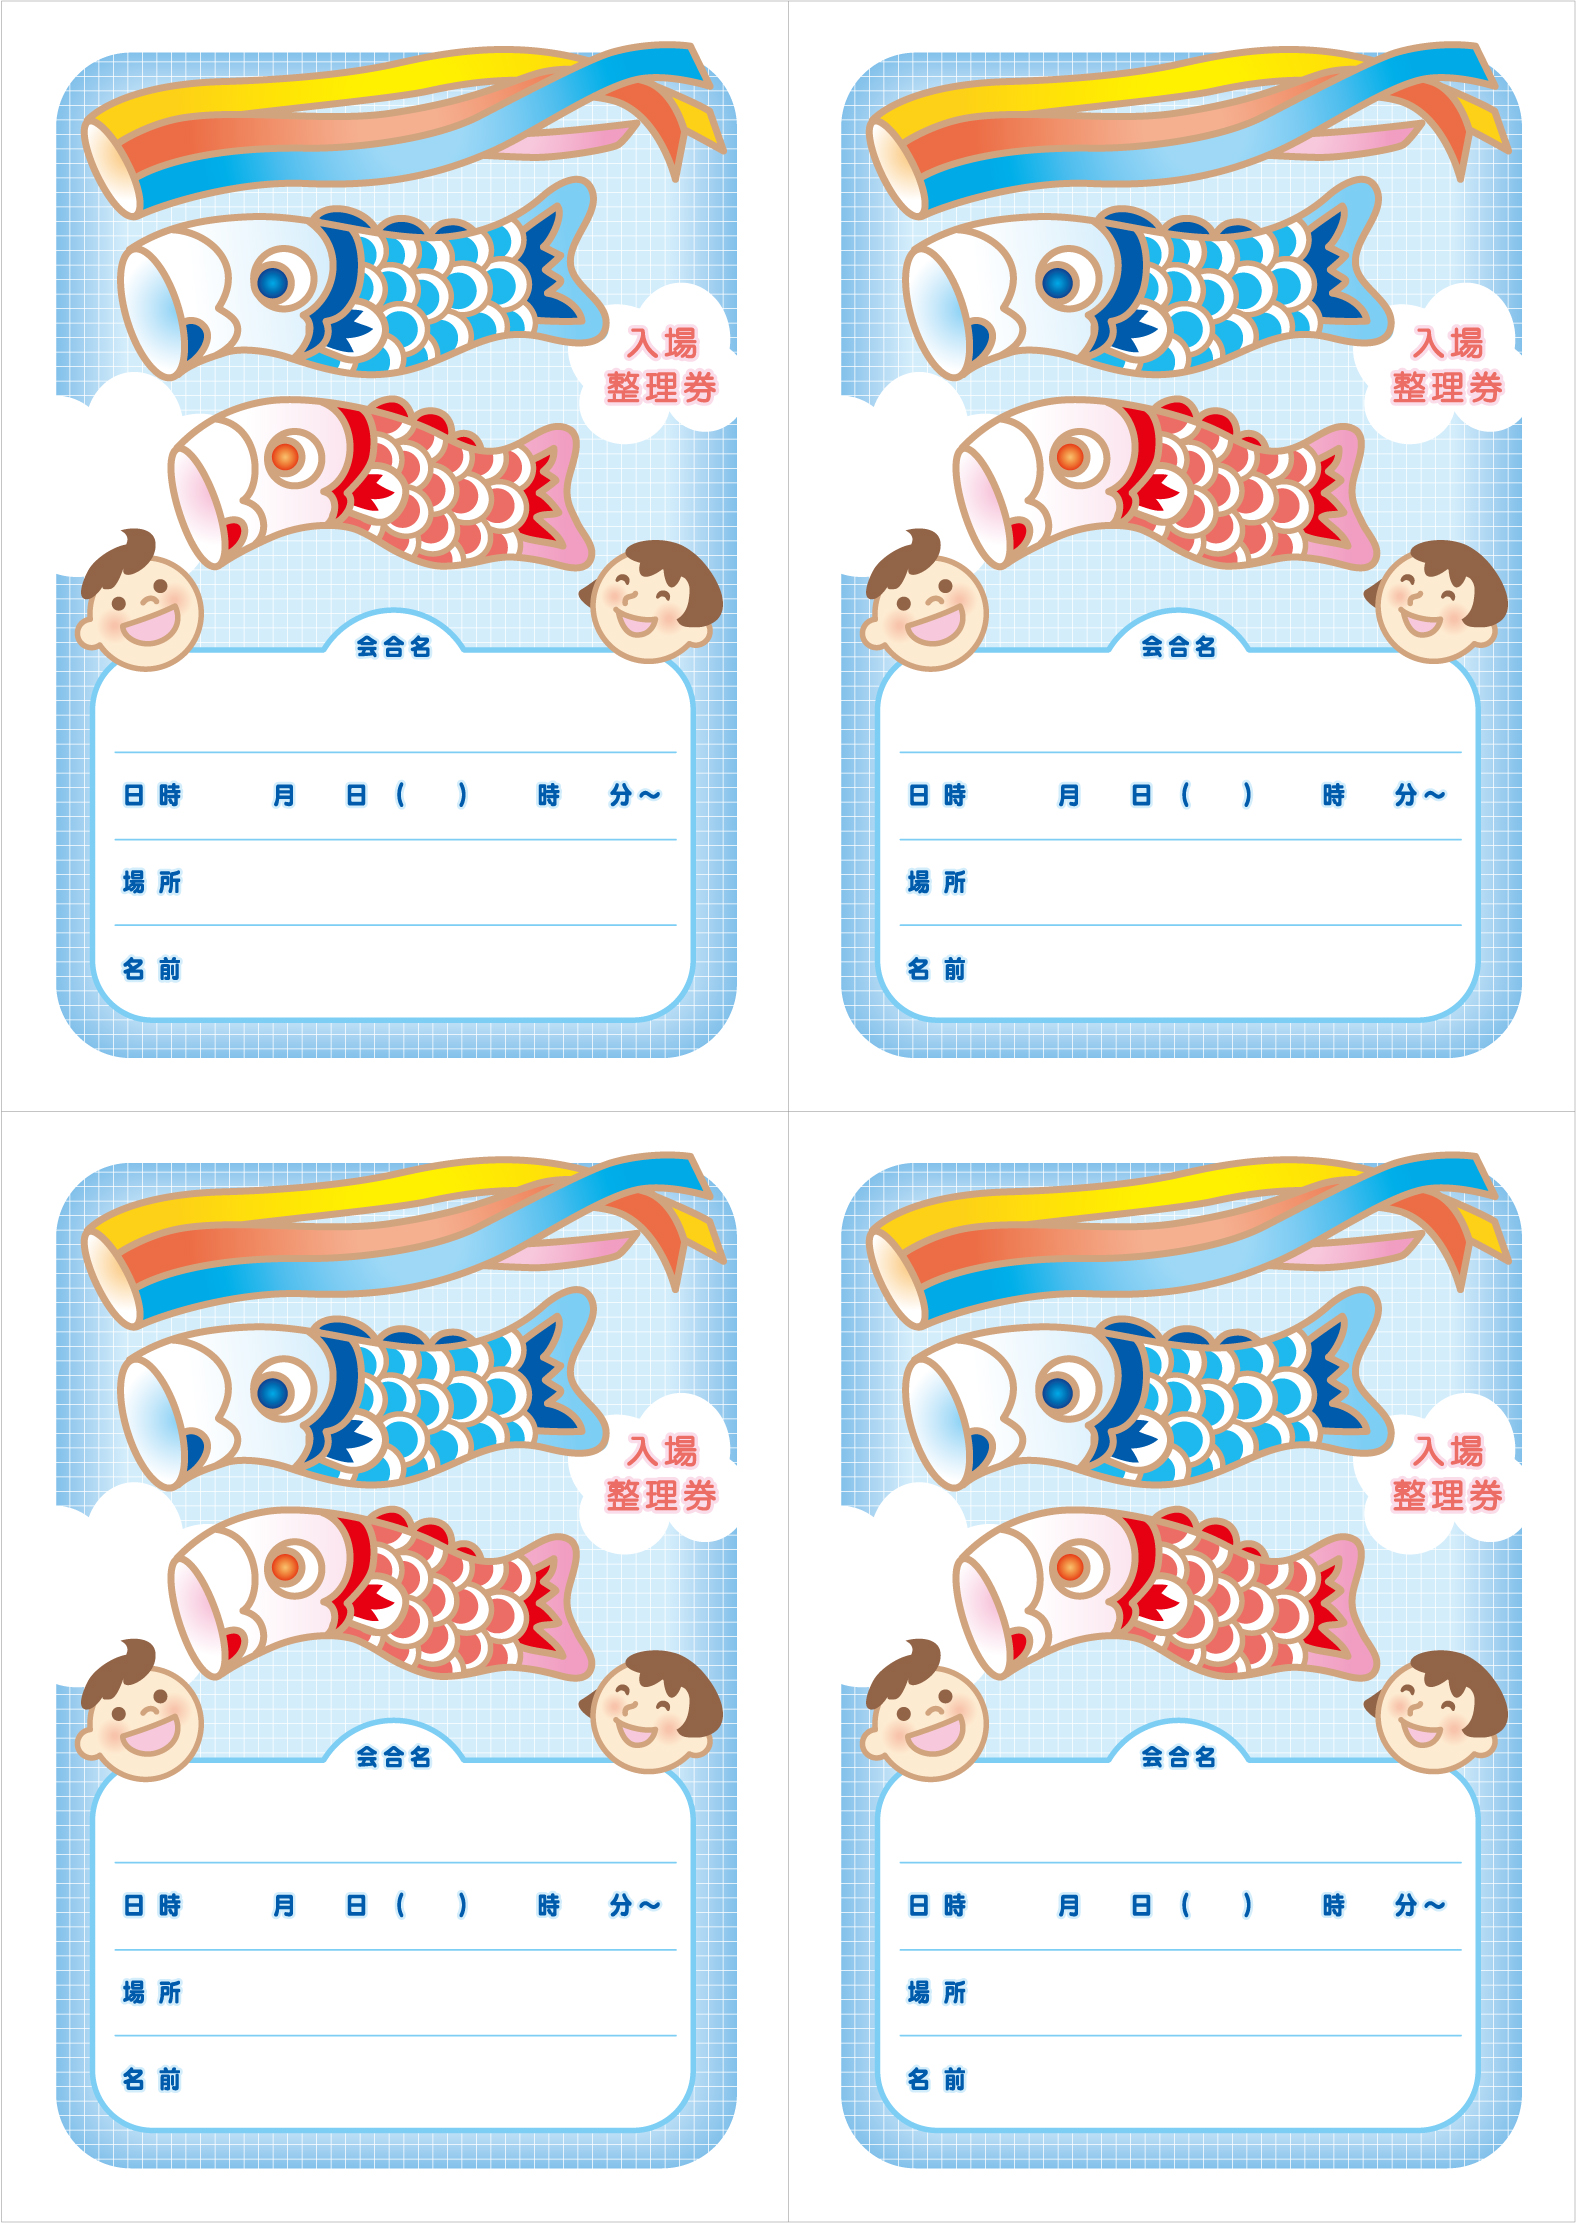 入場
整理券
会合名
日時 月 日 ( ) 時 分～
場所
名前
入場
整理券
会合名
日時 月 日 ( ) 時 分～
場所
名前
入場
整理券
会合名
日時 月 日 ( ) 時 分～
場所
名前
入場
整理券
会合名
日時 月 日 ( ) 時 分～
場所
名前